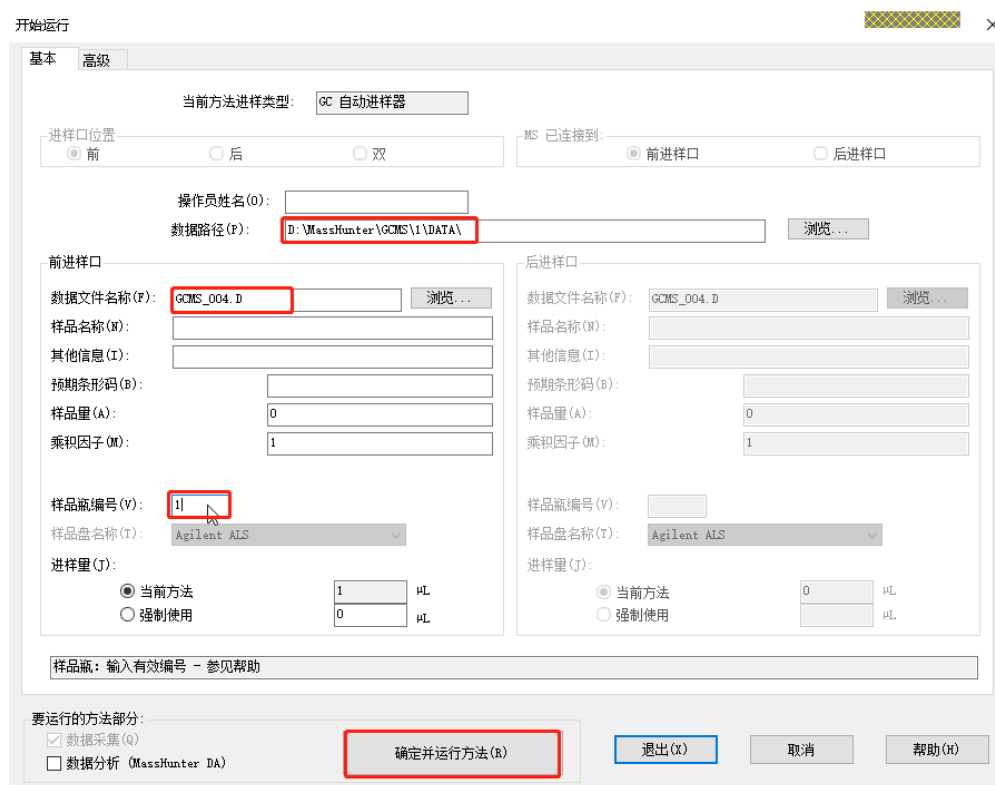 开始运行
基本 高级
当前方法进样类型: GC 自动进样器
进样口位置 MS 已连接到:
前 后 双 前进样口 后进样口
操作员姓名(O):
数据路径(P): D:\MassHunter\GCMS\1\DATA\ 浏览...
前进样口 后进样口
数据文件名称(F): GCMS_004.D 浏览... 数据文件名称(F): GCMS_004.D 浏览...
样品名称(N): 样品名称(N):
其他信息(I): 其他信息(I):
预期条形码(B): 预期条形码(B):
样品量(A): 0 样品量(A): 0
乘积因子(M): 1 乘积因子(M): 1
样品瓶编号(V): 1 样品瓶编号(V):
样品盘名称(T): Agilent ALS 样品盘名称(T): Agilent ALS
进样量(J): 进样量(J):
当前方法 1 μL 当前方法 0 μL
强制使用 0 μL 强制使用 μL
样品瓶: 输入有效编号 - 参见帮助
要运行的方法部分:
数据采集(Q)
数据分析 (MassHunter DA) 确定并运行方法(R) 退出(X) 取消 帮助(H)